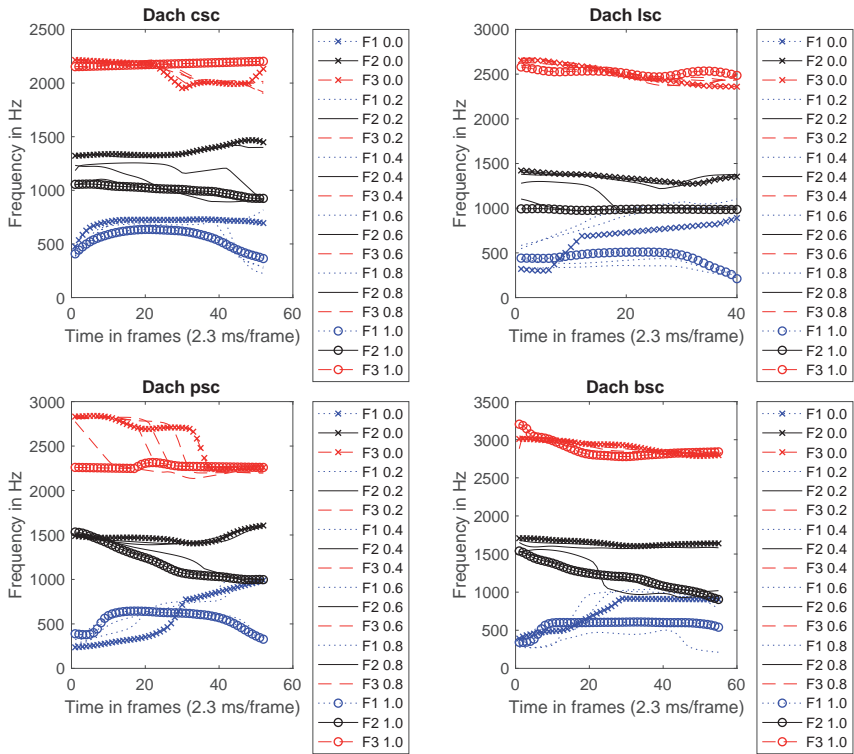 Dach csc
Frequency in Hz
2500
2000
1500
1000
500
0
0 20 40 60
Time in frames (2.3 ms/frame)
F1 0.0
F2 0.0
F3 0.0
F1 0.2
F2 0.2
F3 0.2
F1 0.4
F2 0.4
F3 0.4
F1 0.6
F2 0.6
F3 0.6
F1 0.8
F2 0.8
F3 0.8
F1 1.0
F2 1.0
F3 1.0
Dach lsc
Frequency in Hz
3000
2500
2000
1500
1000
500
0
0 20 40
Time in frames (2.3 ms/frame)
F1 0.0
F2 0.0
F3 0.0
F1 0.2
F2 0.2
F3 0.2
F1 0.4
F2 0.4
F3 0.4
F1 0.6
F2 0.6
F3 0.6
F1 0.8
F2 0.8
F3 0.8
F1 1.0
F2 1.0
F3 1.0
Dach psc
Frequency in Hz
3000
2500
2000
1500
1000
500
0
0 20 40 60
Time in frames (2.3 ms/frame)
F1 0.0
F2 0.0
F3 0.0
F1 0.2
F2 0.2
F3 0.2
F1 0.4
F2 0.4
F3 0.4
F1 0.6
F2 0.6
F3 0.6
F1 0.8
F2 0.8
F3 0.8
F1 1.0
F2 1.0
F3 1.0
Dach bsc
Frequency in Hz
3500
3000
2500
2000
1500
1000
500
0
0 20 40 60
Time in frames (2.3 ms/frame)
F1 0.0
F2 0.0
F3 0.0
F1 0.2
F2 0.2
F3 0.2
F1 0.4
F2 0.4
F3 0.4
F1 0.6
F2 0.6
F3 0.6
F1 0.8
F2 0.8
F3 0.8
F1 1.0
F2 1.0
F3 1.0